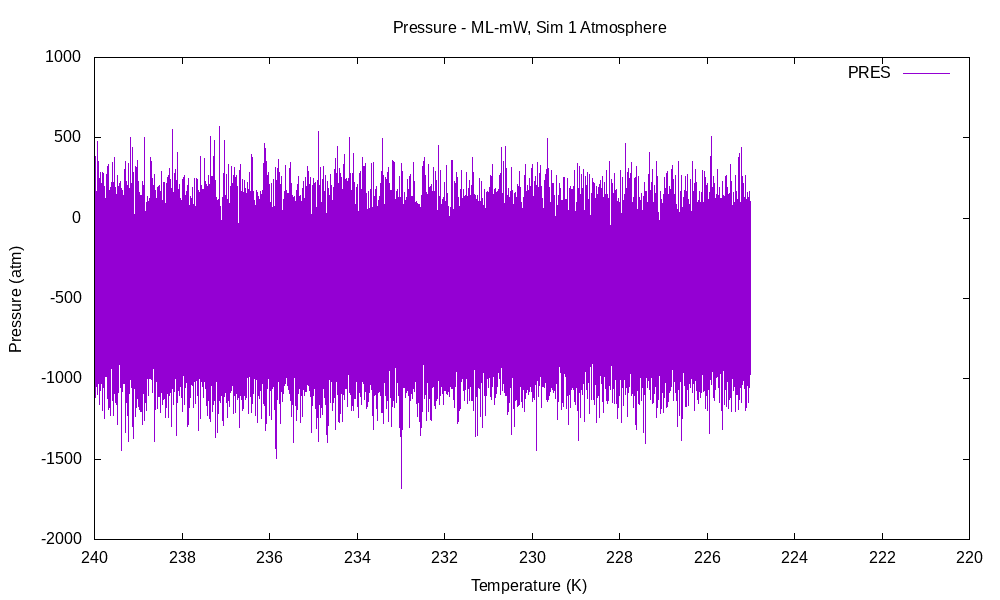 Pressure - ML-mW, Sim 1 Atmosphere
PRES
1000
500
0
-500
-1000
-1500
-2000
Pressure (atm)
240 238 236 234 232 230 228 226 224 222 220
Temperature (K)